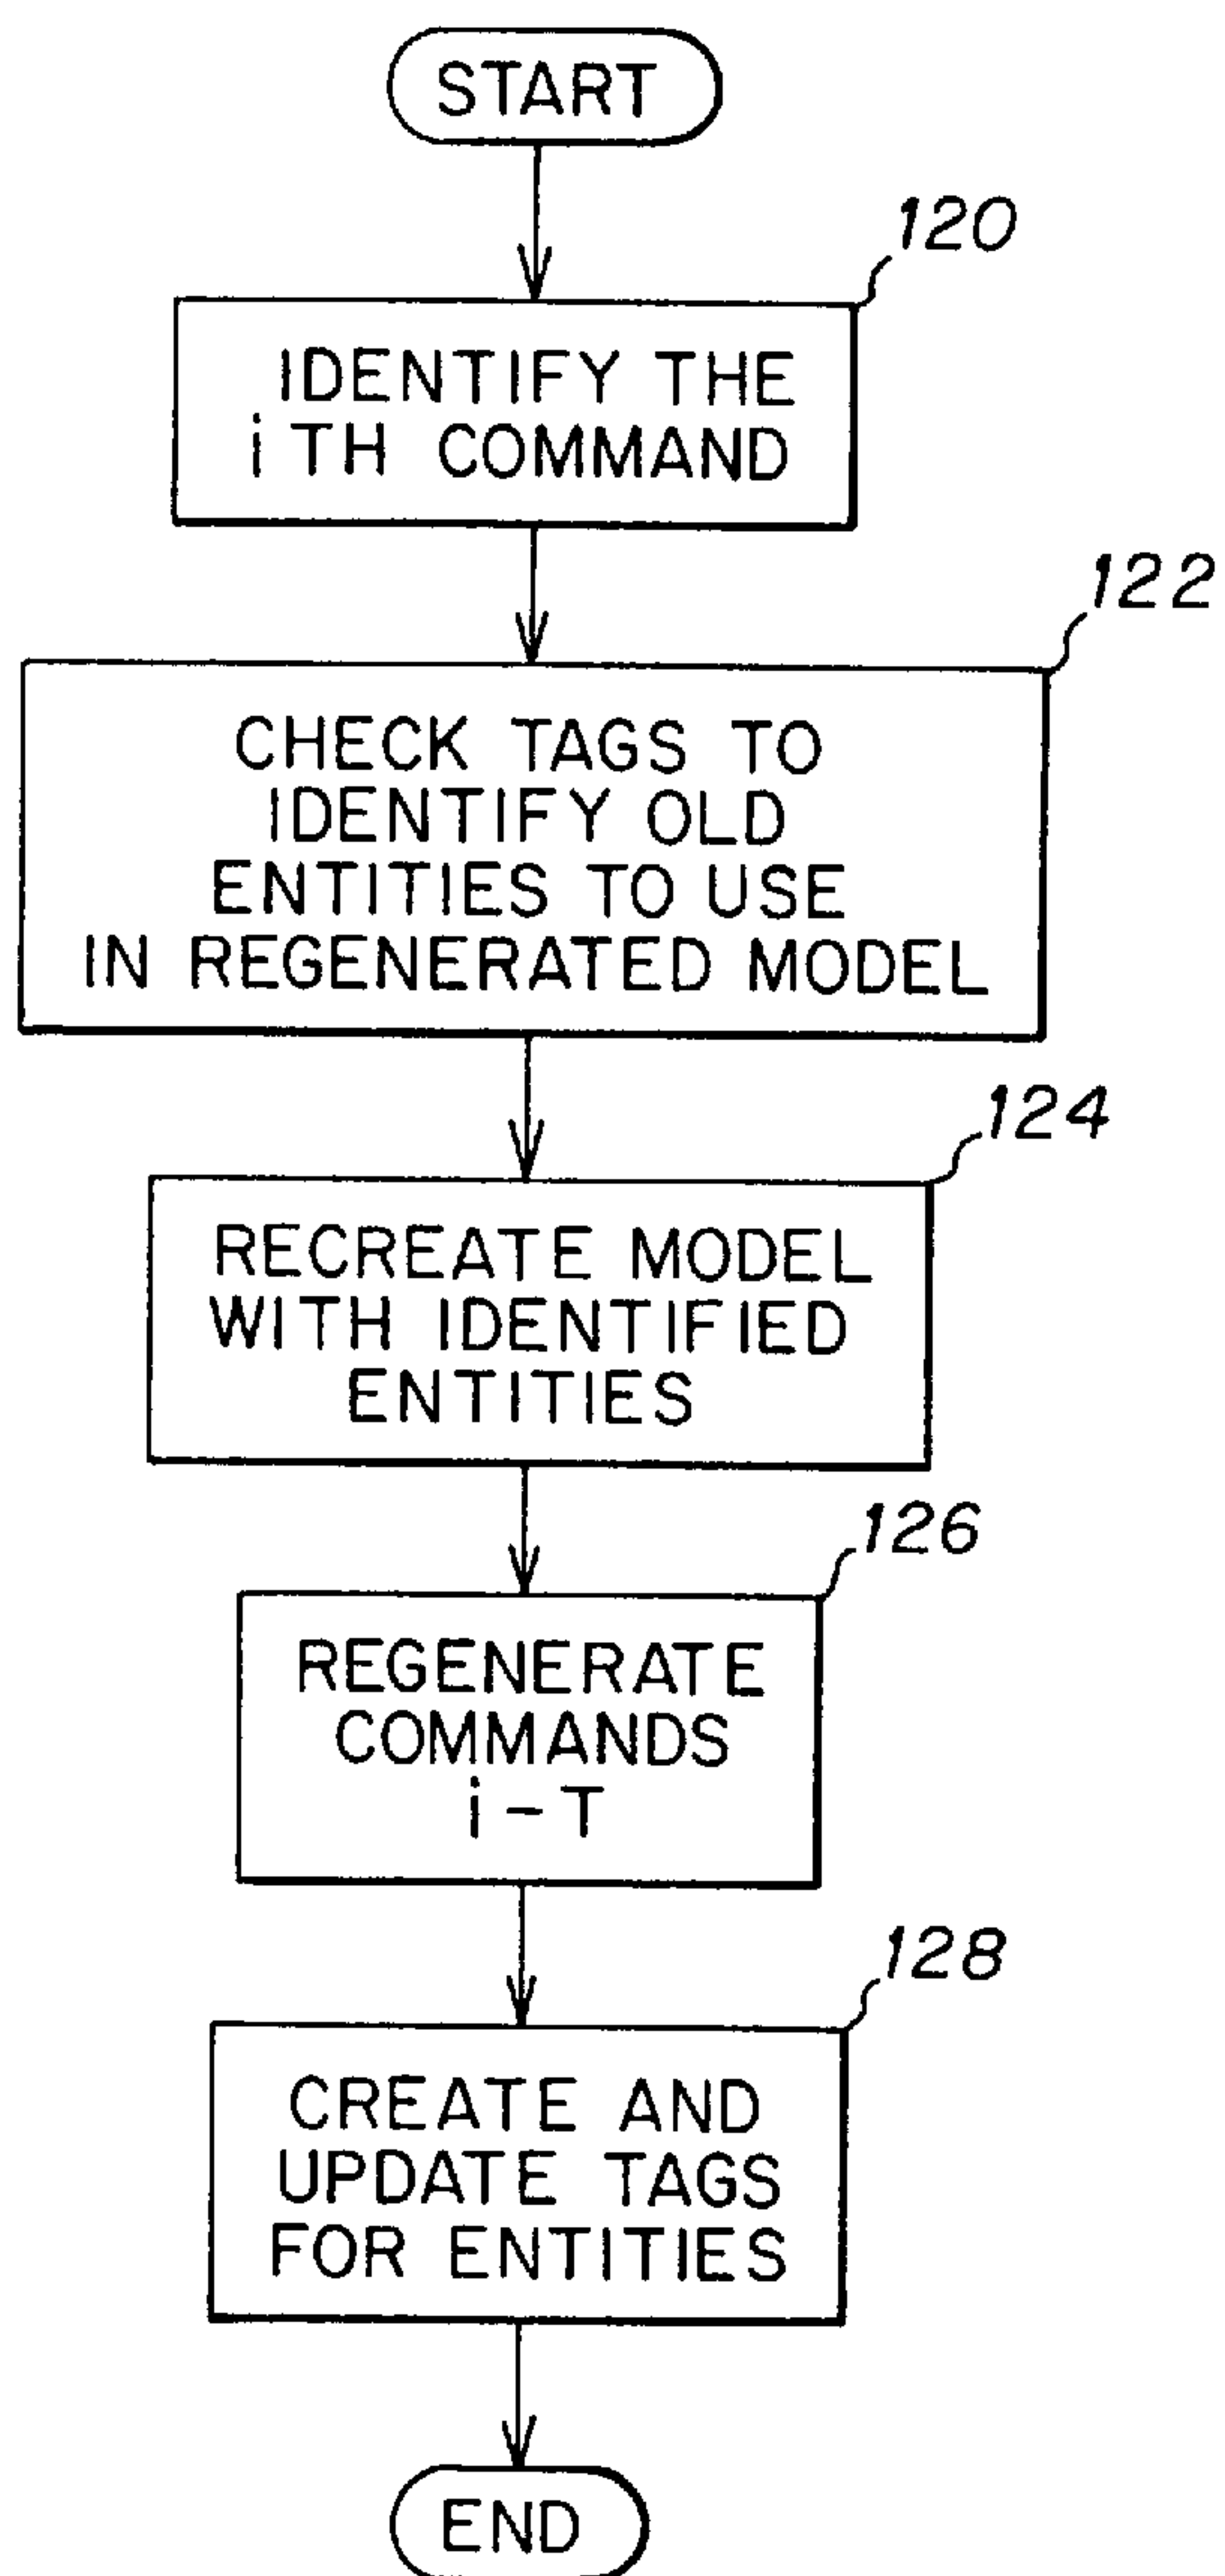 START
120
IDENTIFY THE
i TH COMMAND
122
CHECK TAGS TO
IDENTIFY OLD
ENTITIES TO USE
IN REGENERATED MODEL
124
RECREATE MODEL
WITH IDENTIFIED
ENTITIES
126
REGENERATE
COMMANDS
i - T
128
CREATE AND
UPDATE TAGS
FOR ENTITIES
END